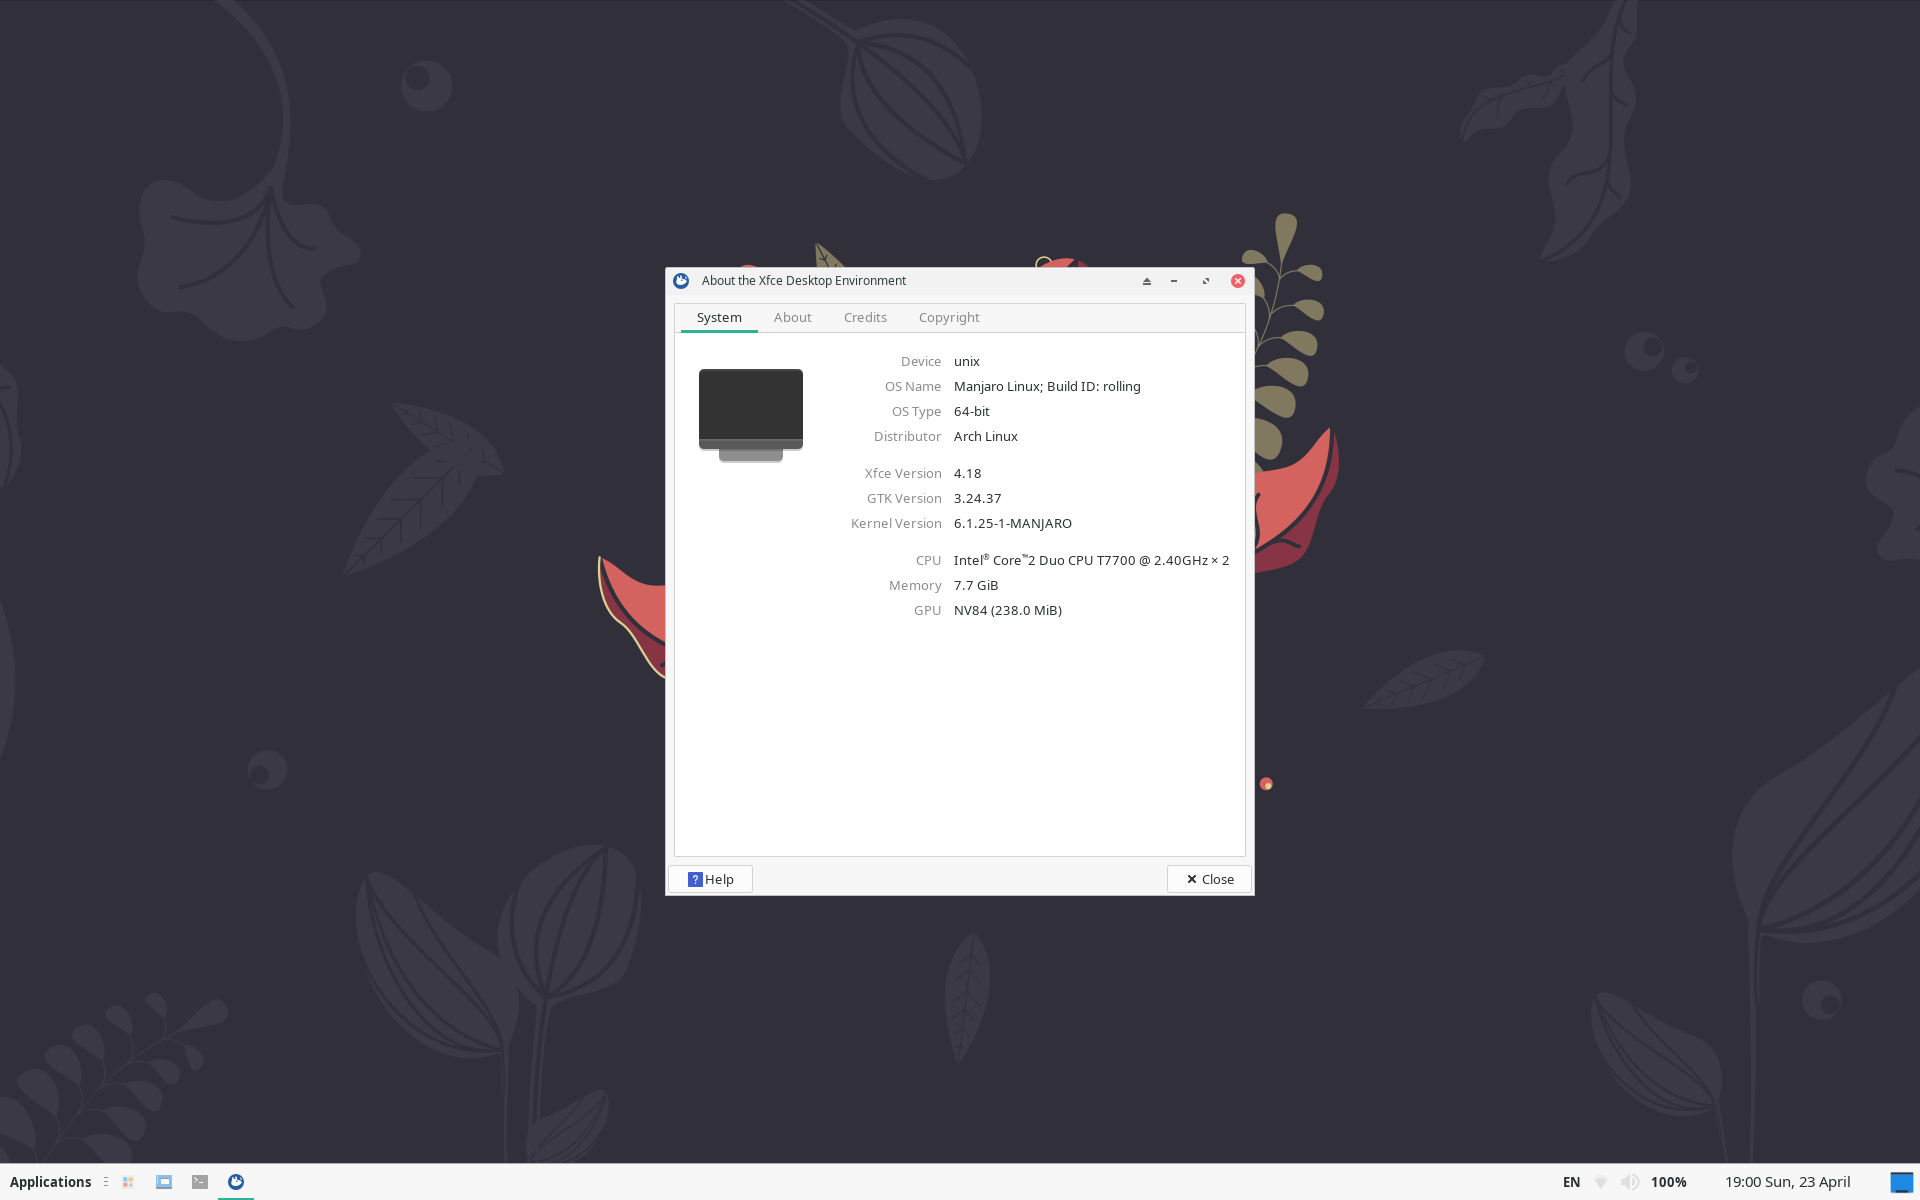 About the Xfce Desktop Environment
System About Credits Copyright
Device unix
OS Name Manjaro Linux; Build ID: rolling
OS Type 64-bit
Distributor Arch Linux
Xfce Version 4.18
GTK Version 3.24.37
Kernel Version 6.1.25-1-MANJARO
CPU Intel® Core™2 Duo CPU T7700 @ 2.40GHz × 2
Memory 7.7 GiB
GPU NV84 (238.0 MiB)
? Help Close
Applications EN 100% 19:00 Sun, 23 April